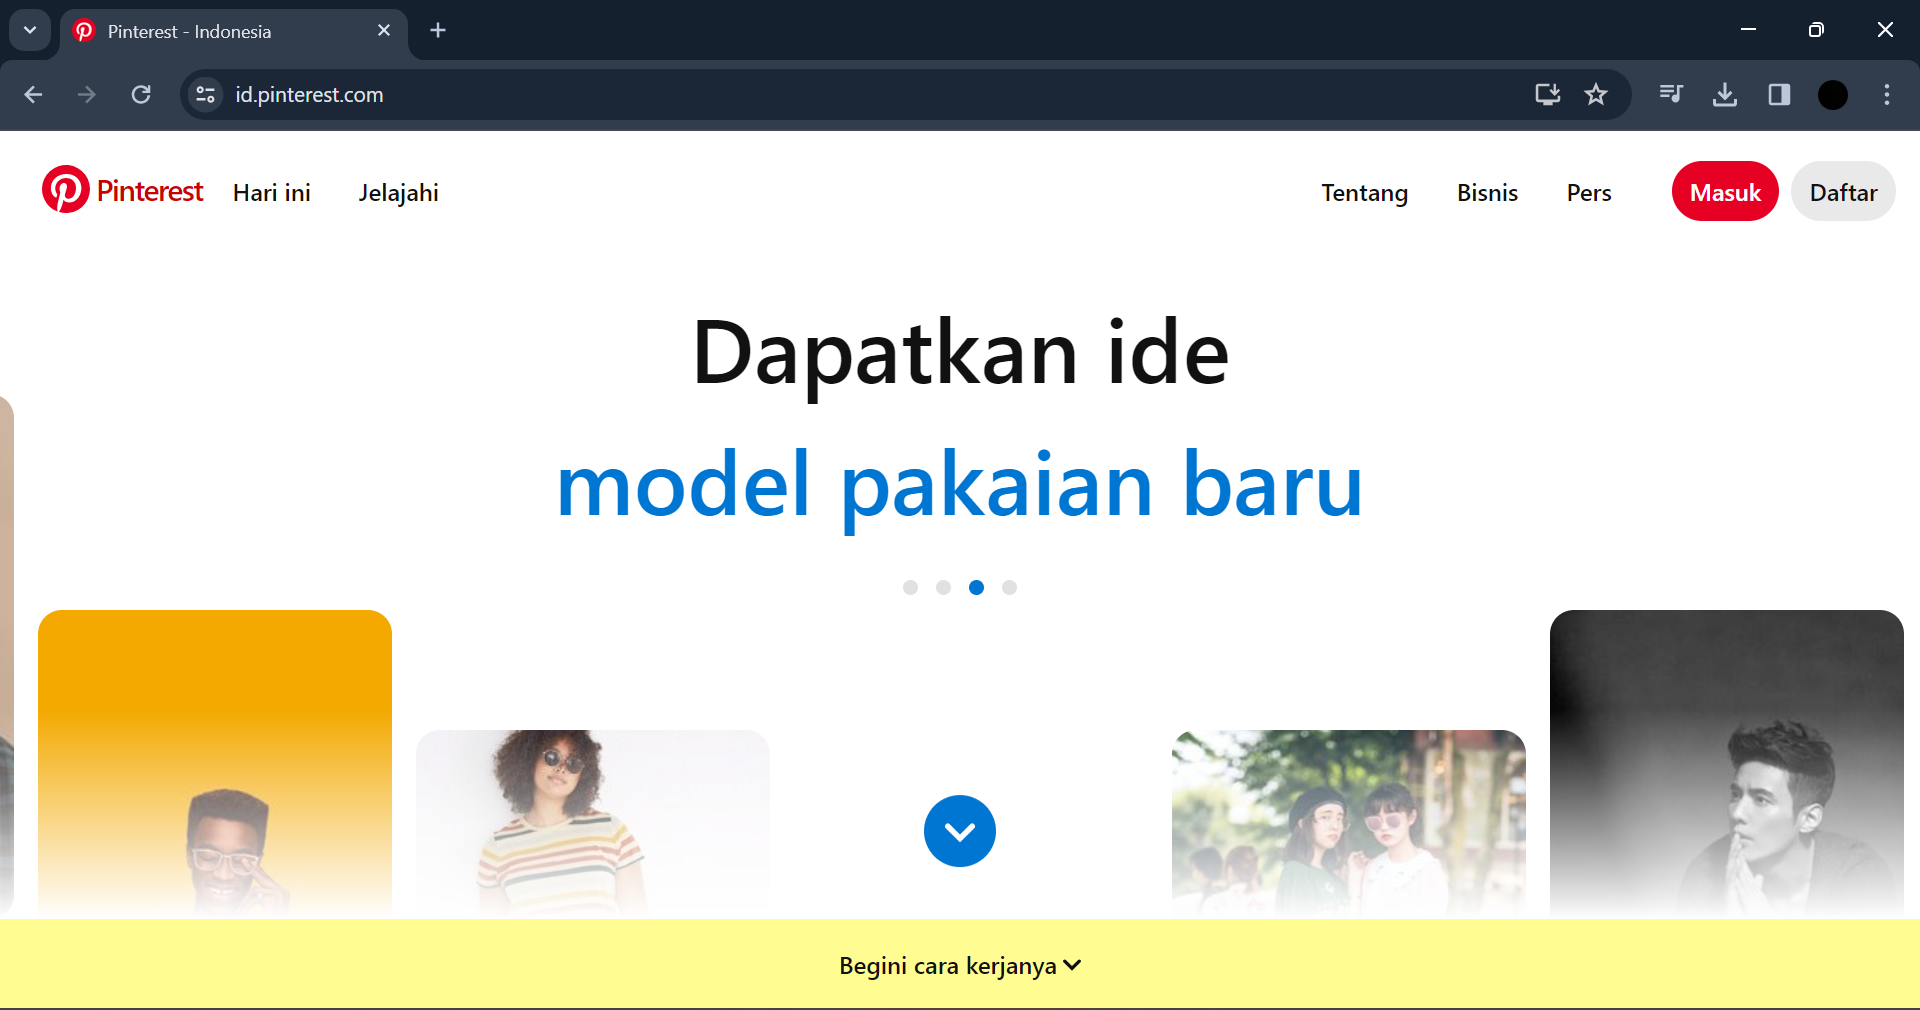 Pinterest - Indonesia
id.pinterest.com
Pinterest Hari ini Jelajahi Tentang Bisnis Pers Masuk Daftar
Dapatkan ide
model pakaian baru
Begini cara kerjanya